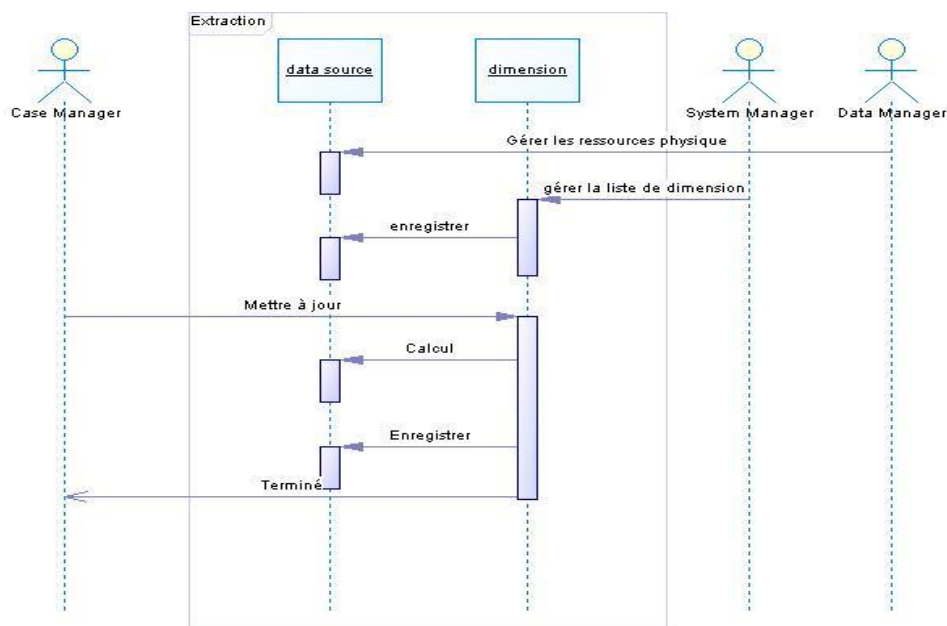 Extraction
data source
dimension
Case Manager
System Manager
Data Manager
Gérer les ressources physique
gérer la liste de dimension
enregistrer
Mettre à jour
Calcul
Enregistrer
Terminé